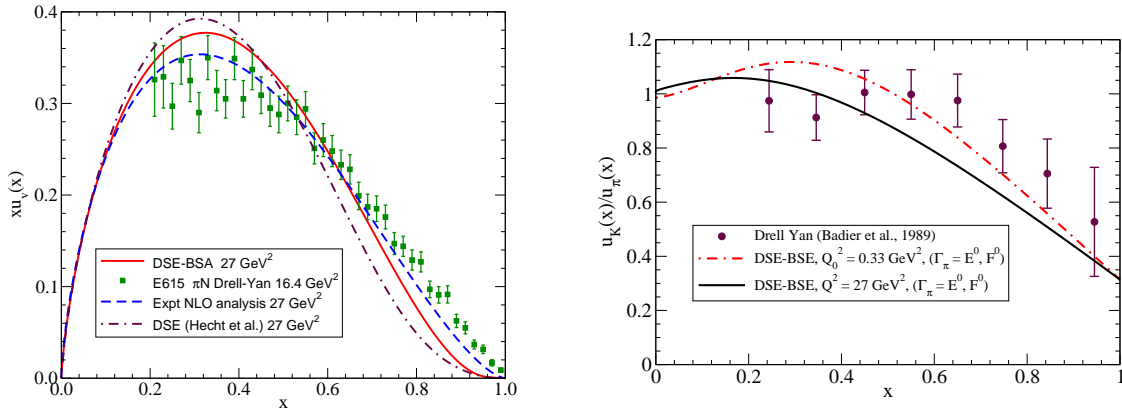 0.4
0.3
0.2
0.1
0.0
0.0 0.2 0.4 0.6 0.8 1.0
x
xu_v(x)
DSE-BSA 27 GeV^2
E615 πN Drell-Yan 16.4 GeV^2
Expt NLO analysis 27 GeV^2
DSE (Hecht et al.) 27 GeV^2
1.2
1
0.8
0.6
0.4
0.2
0
0 0.2 0.4 0.6 0.8 1
x
u_K(x)/u_π(x)
Drell Yan (Badier et al., 1989)
DSE-BSE, Q_0^2 = 0.33 GeV^2, (Γ_π = E^0, F^0)
DSE-BSE, Q^2 = 27 GeV^2, (Γ_π = E^0, F^0)